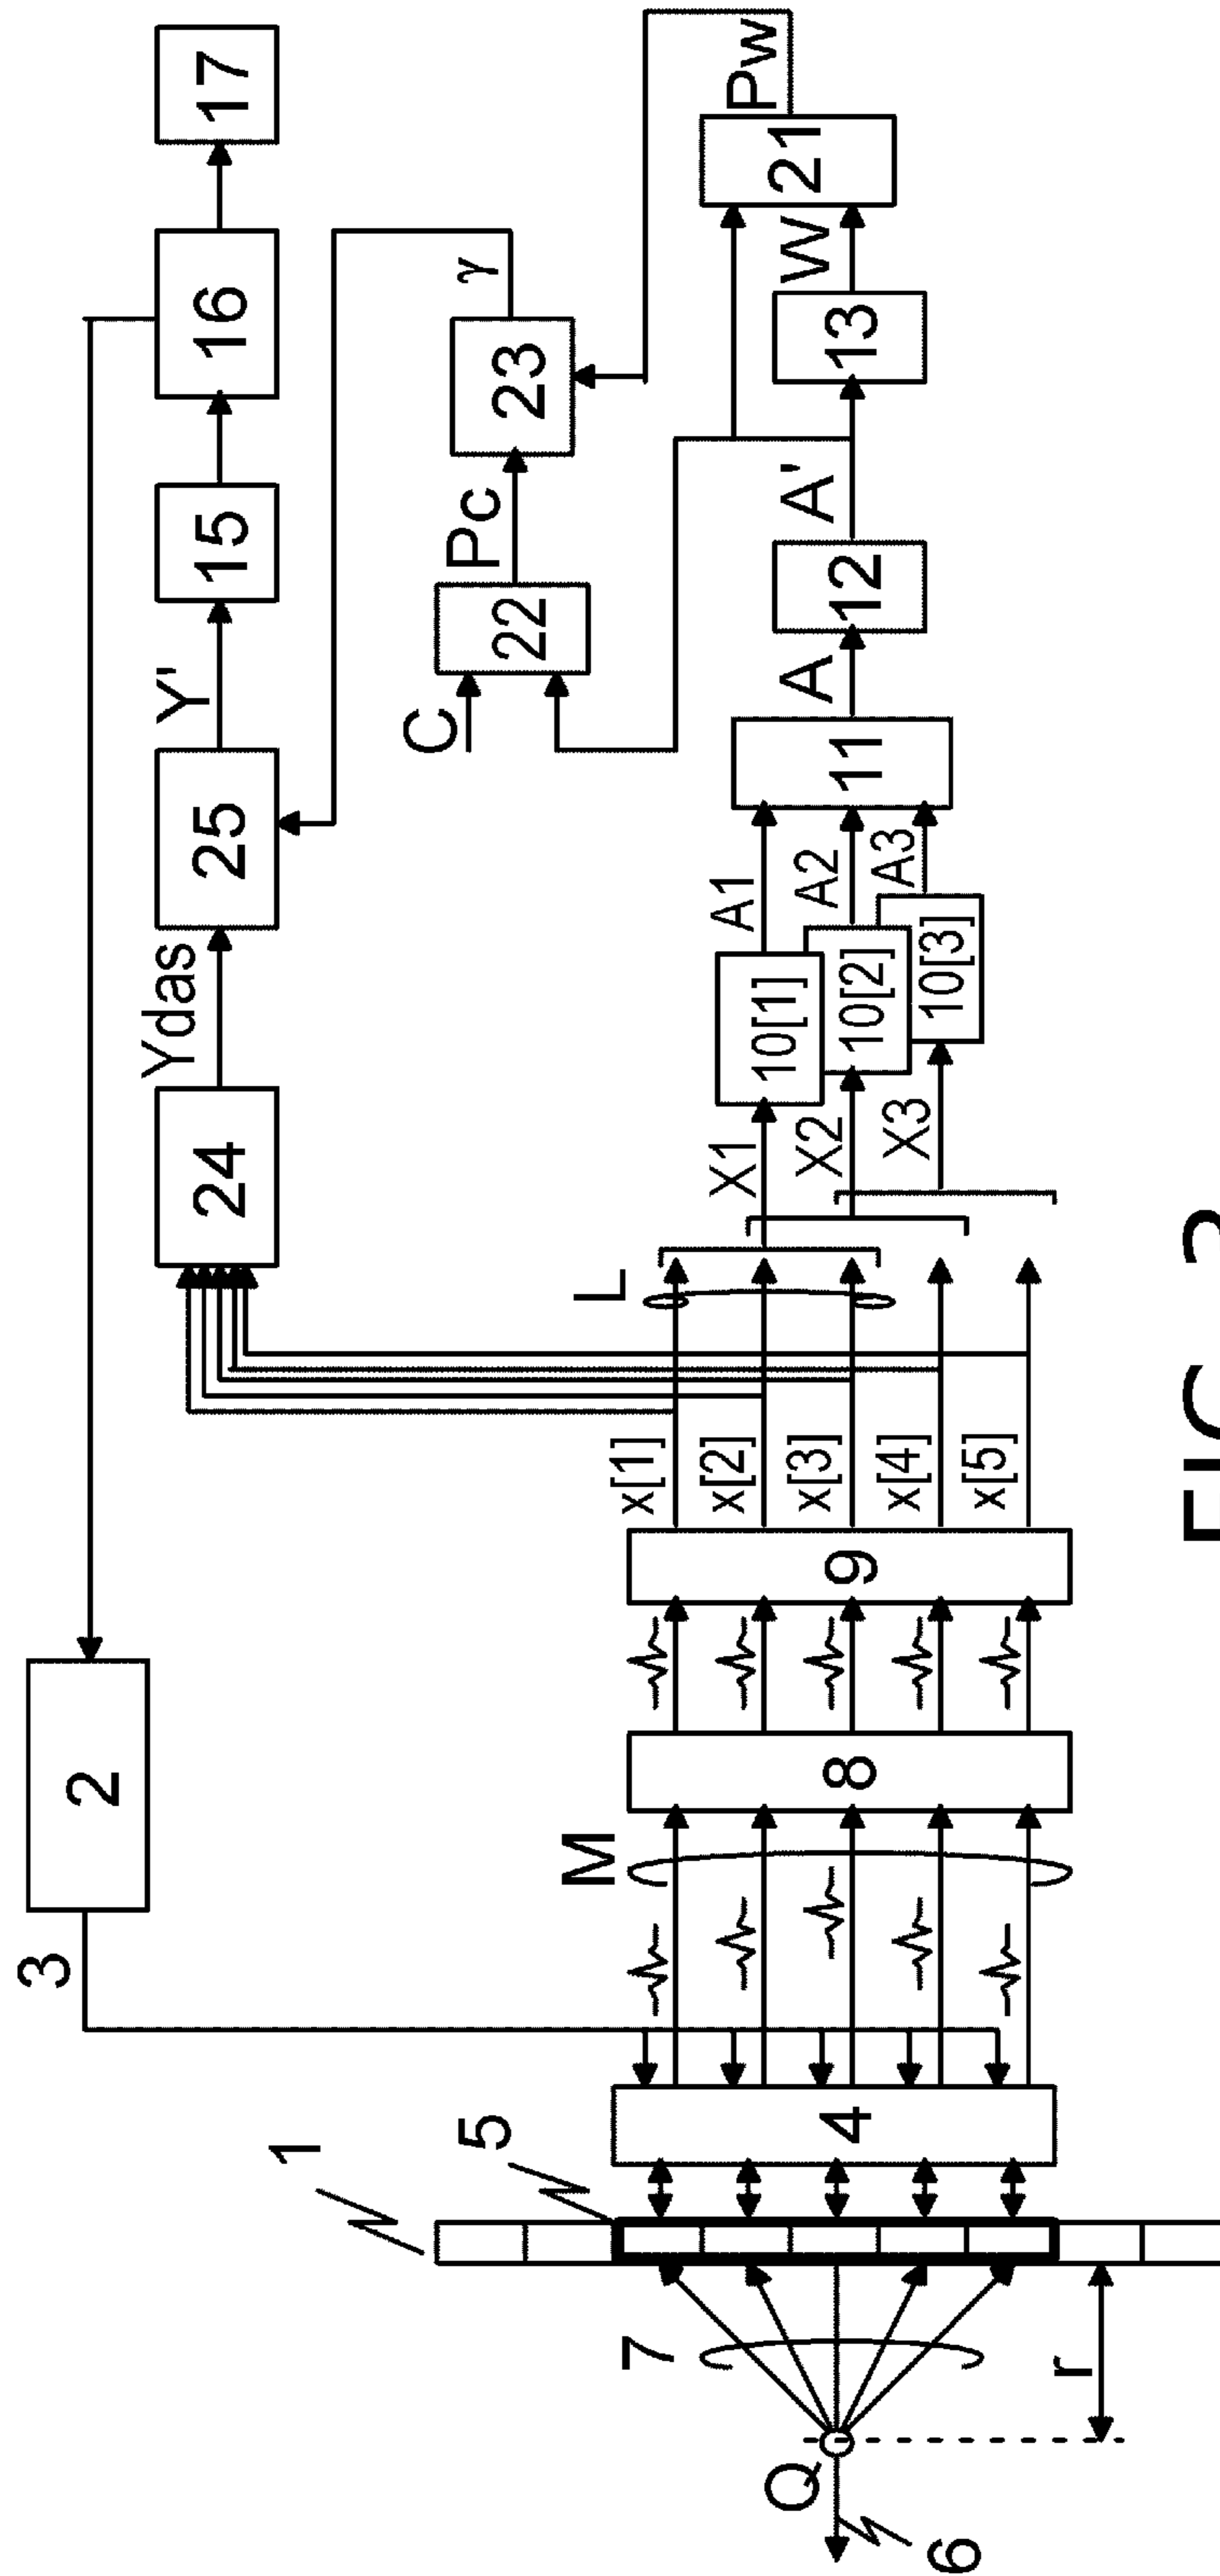 3
2
24
Ydas
25
Y'
15
16
17
C
22
Pc
23
γ
1
5
4
M
8
9
L
x[1]
x[2]
x[3]
x[4]
x[5]
X1
X2
X3
10[1]
10[2]
10[3]
A1
A2
A3
11
A
12
A'
13
W
21
Pw
7
Q
6
r